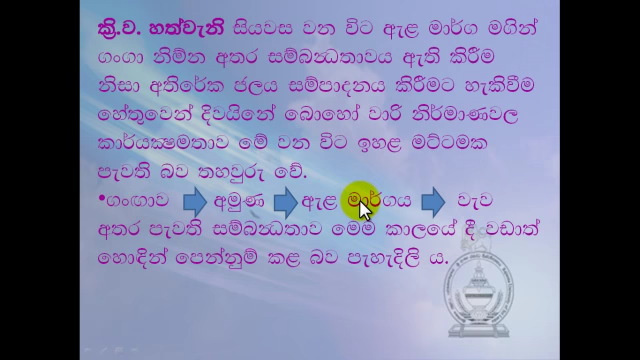 ක්‍රි.ව. හත්වැනි සියවස වන විට ඇළ මාර්ග මගින්
ගංගා නිම්න අතර සම්බන්‍ධතාවය ඇති කිරීම
නිසා අතිරේක ජලය සම්පාදනය කිරීමට හැකිවීම
හේතුවෙන් දිවයිනේ බොහෝ වාරි නිර්මාණවල
කාර්යක්‍ෂමතාව මේ වන විට ඉහළ මට්ටමක
පැවති බව තහවුරු වේ.
•ගංඟාව අමුණ ඇළ මාර්ගය වැව
අතර පැවති සම්බන්‍ධතාව මෙම කාලයේ දී වඩාත්
හොඳින් පෙන්නුම් කළ බව පැහැදිලි ය.